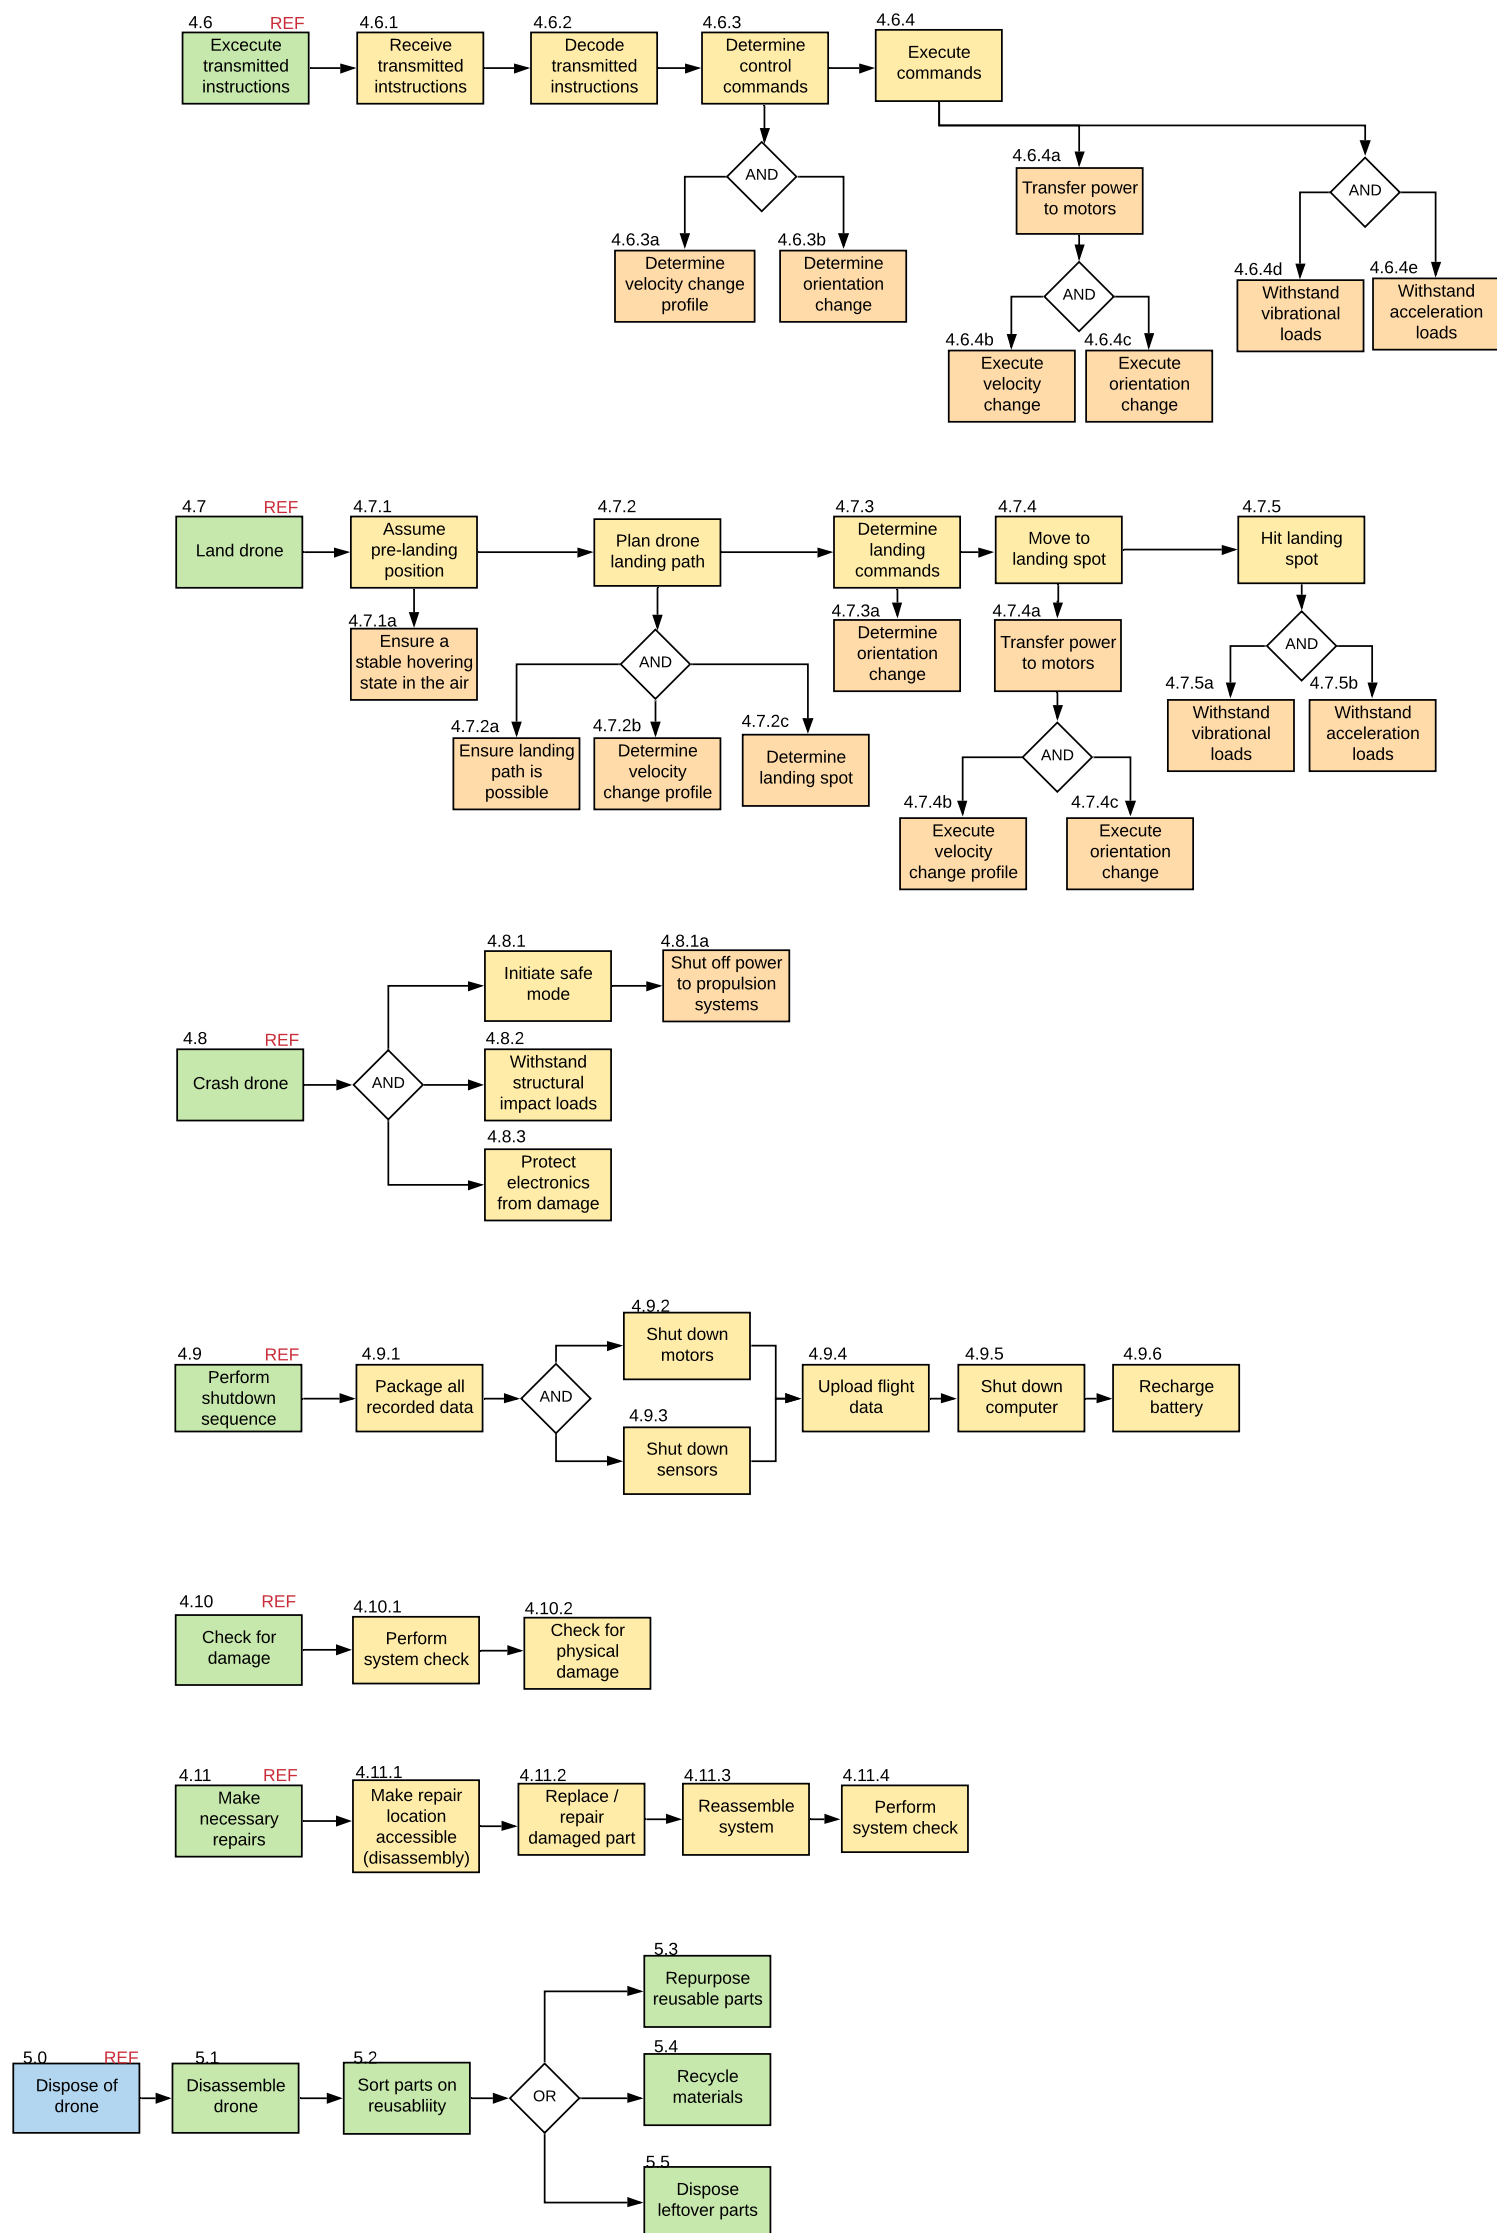 4.6
REF
Excecute
transmitted
instructions
4.6.1
Receive
transmitted
intstructions
4.6.2
Decode
transmitted
instructions
4.6.3
Determine
control
commands
4.6.4
Execute
commands
AND
4.6.3a
Determine
velocity change
profile
4.6.3b
Determine
orientation
change
4.6.4a
Transfer power
to motors
AND
4.6.4b
Execute
velocity
change
4.6.4c
Execute
orientation
change
AND
4.6.4d
Withstand
vibrational
loads
4.6.4e
Withstand
acceleration
loads
4.7
REF
Land drone
4.7.1
Assume
pre-landing
position
4.7.2
Plan drone
landing path
4.7.3
Determine
landing
commands
4.7.4
Move to
landing spot
4.7.5
Hit landing
spot
4.7.1a
Ensure a
stable hovering
state in the air
AND
4.7.2a
Ensure landing
path is
possible
4.7.2b
Determine
velocity
change profile
4.7.2c
Determine
landing spot
4.7.3a
Determine
orientation
change
4.7.4a
Transfer power
to motors
AND
4.7.4b
Execute
velocity
change profile
4.7.4c
Execute
orientation
change
AND
4.7.5a
Withstand
vibrational
loads
4.7.5b
Withstand
acceleration
loads
4.8
REF
Crash drone
AND
4.8.1
Initiate safe
mode
4.8.1a
Shut off power
to propulsion
systems
4.8.2
Withstand
structural
impact loads
4.8.3
Protect
electronics
from damage
4.9
REF
Perform
shutdown
sequence
4.9.1
Package all
recorded data
AND
4.9.2
Shut down
motors
4.9.3
Shut down
sensors
4.9.4
Upload flight
data
4.9.5
Shut down
computer
4.9.6
Recharge
battery
4.10
REF
Check for
damage
4.10.1
Perform
system check
4.10.2
Check for
physical
damage
4.11
REF
Make
necessary
repairs
4.11.1
Make repair
location
accessible
(disassembly)
4.11.2
Replace /
repair
damaged part
4.11.3
Reassemble
system
4.11.4
Perform
system check
5.0
REF
Dispose of
drone
5.1
Disassemble
drone
5.2
Sort parts on
reusabliity
OR
5.3
Repurpose
reusable parts
5.4
Recycle
materials
5.5
Dispose
leftover parts